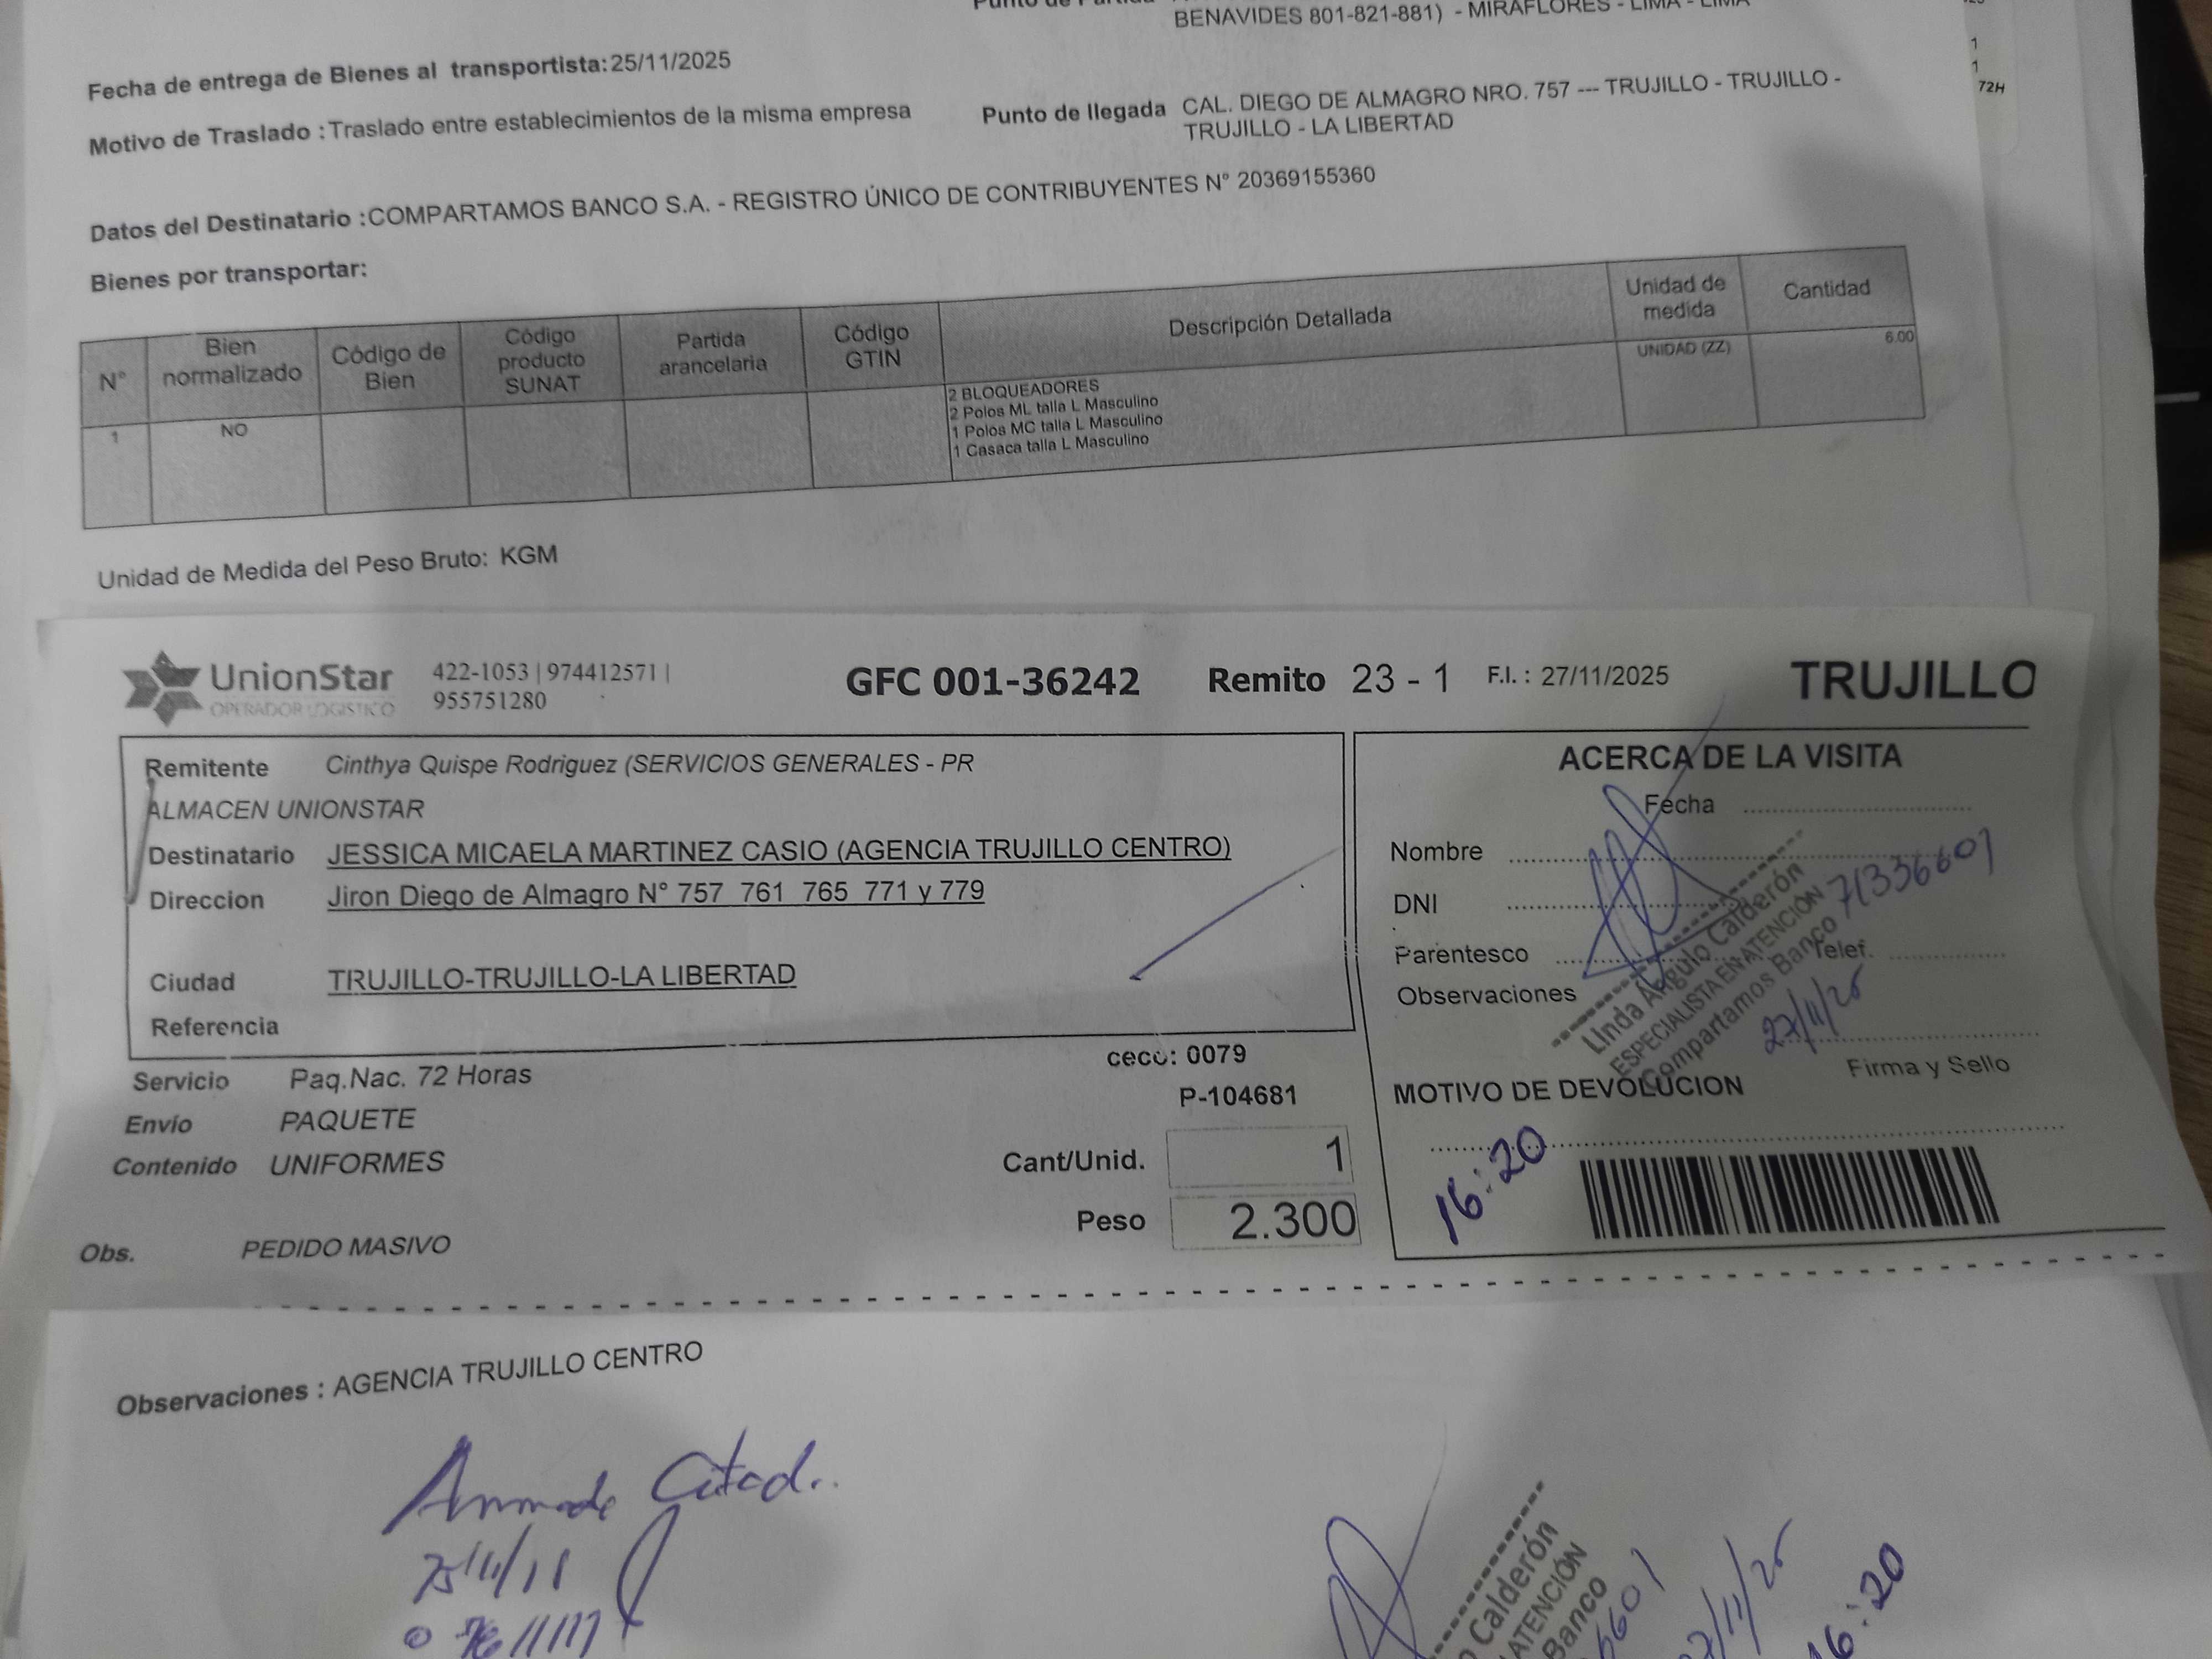 BENAVIDES 801-821-881) - MIRAFLORES - LIMA - LIMA
Fecha de entrega de Bienes al transportista:25/11/2025
Motivo de Traslado :Traslado entre establecimientos de la misma empresa
Punto de llegada CAL. DIEGO DE ALMAGRO NRO. 757 --- TRUJILLO - TRUJILLO -
TRUJILLO - LA LIBERTAD
1
1
72H
Datos del Destinatario :COMPARTAMOS BANCO S.A. - REGISTRO ÚNICO DE CONTRIBUYENTES N° 20369155360
Bienes por transportar:
N° Bien normalizado Código de Bien Código producto SUNAT Partida arancelaria Código GTIN Descripción Detallada Unidad de medida Cantidad
1 NO 2 BLOQUEADORES UNIDAD (ZZ) 6.00
2 Polos ML talla L Masculino
1 Polos MC talla L Masculino
1 Casaca talla L Masculino
Unidad de Medida del Peso Bruto: KGM
UnionStar
OPERADOR LOGISTICO
422-1053 | 974412571 |
955751280
GFC 001-36242 Remito 23 - 1 F.I. : 27/11/2025 TRUJILLO
Remitente Cinthya Quispe Rodriguez (SERVICIOS GENERALES - PR
ALMACEN UNIONSTAR
Destinatario JESSICA MICAELA MARTINEZ CASIO (AGENCIA TRUJILLO CENTRO)
Direccion Jiron Diego de Almagro N° 757 761 765 771 y 779
Ciudad TRUJILLO-TRUJILLO-LA LIBERTAD
Referencia
ceco: 0079
Servicio Paq.Nac. 72 Horas
P-104681
Envio PAQUETE
Contenido UNIFORMES
Cant/Unid. 1
Peso 2.300
Obs. PEDIDO MASIVO
ACERCA DE LA VISITA
Fecha
Nombre
DNI
Parentesco
Telef.
Observaciones
Linda Angulo Calderón
ESPECIALISTA EN ATENCIÓN
Compartamos Banco
71336601
27/11/25
Firma y Sello
MOTIVO DE DEVOLUCION
16:20
Observaciones : AGENCIA TRUJILLO CENTRO
Calderón
ATENCIÓN
Banco
6601
16:20